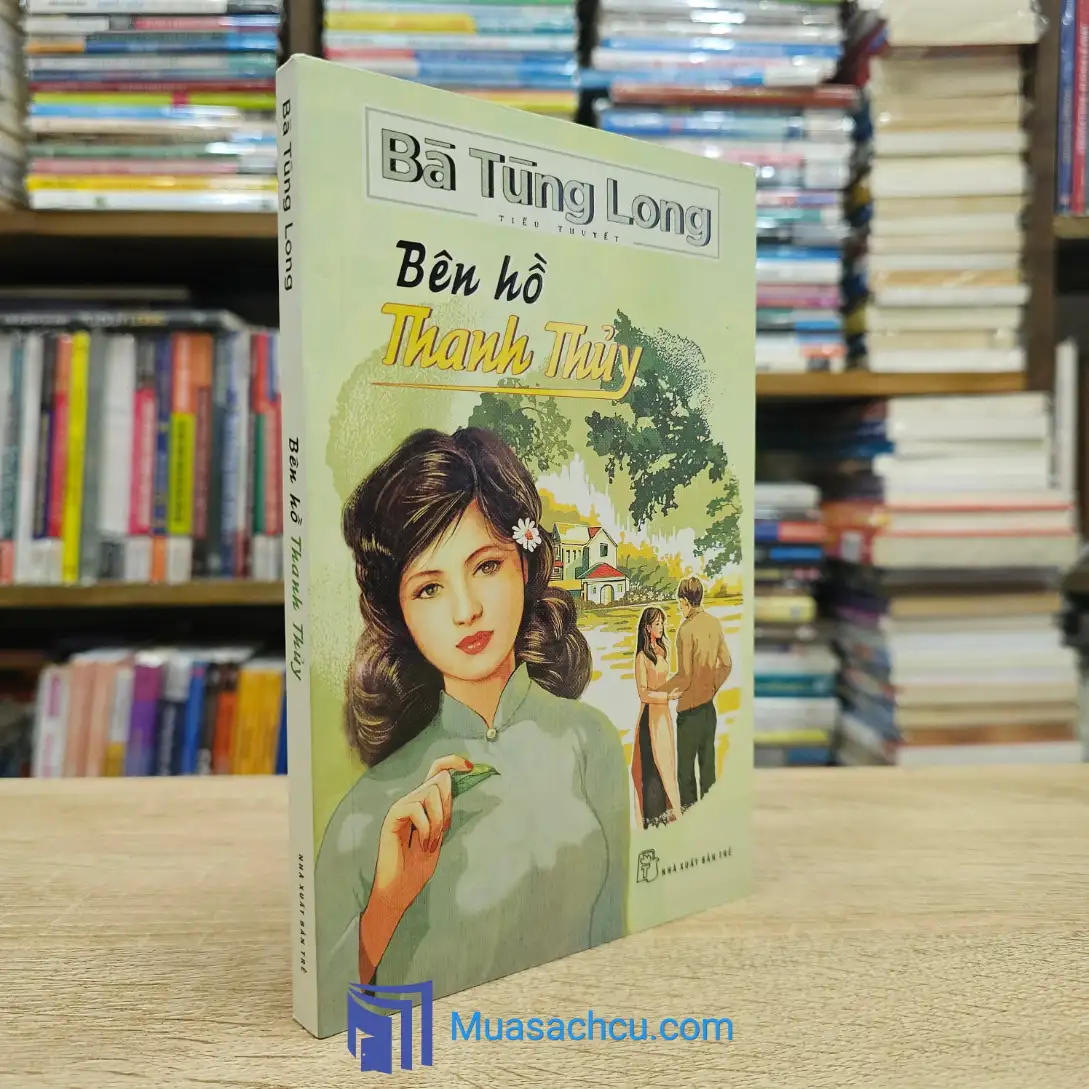 Bà Tùng Long
TIỂU THUYẾT
Bên hồ
Thanh Thủy
NHÀ XUẤT BẢN TRẺ
Bà Tùng Long
Bên hồ Thanh Thủy
NHÀ XUẤT BẢN TRẺ
Muasachcu.com